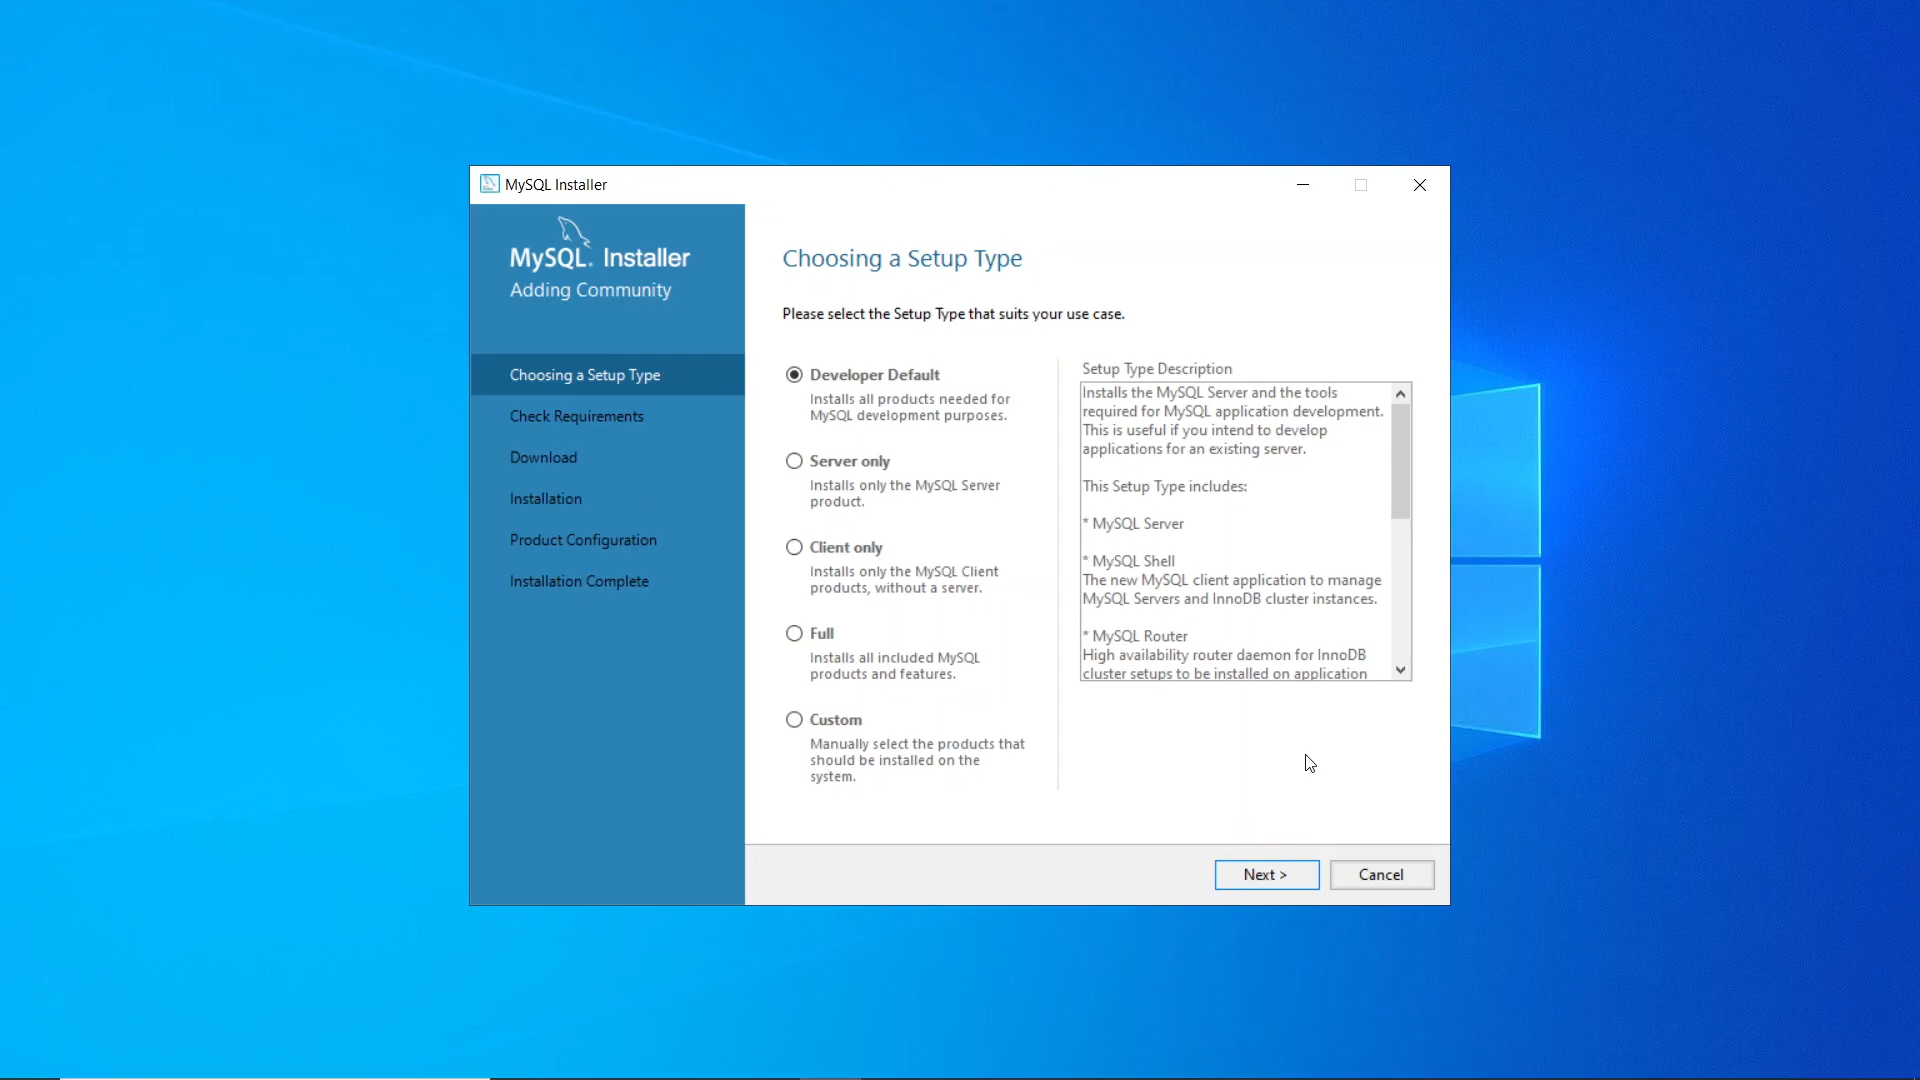 MySQL Installer
MySQL. Installer
Adding Community
Choosing a Setup Type
Check Requirements
Download
Installation
Product Configuration
Installation Complete
Choosing a Setup Type
Please select the Setup Type that suits your use case.
Developer Default
Installs all products needed for
MySQL development purposes.
Server only
Installs only the MySQL Server
product.
Client only
Installs only the MySQL Client
products, without a server.
Full
Installs all included MySQL
products and features.
Custom
Manually select the products that
should be installed on the
system.
Setup Type Description
Installs the MySQL Server and the tools
required for MySQL application development.
This is useful if you intend to develop
applications for an existing server.
This Setup Type includes:
* MySQL Server
* MySQL Shell
The new MySQL client application to manage
MySQL Servers and InnoDB cluster instances.
* MySQL Router
High availability router daemon for InnoDB
cluster setups to be installed on application
Next >
Cancel